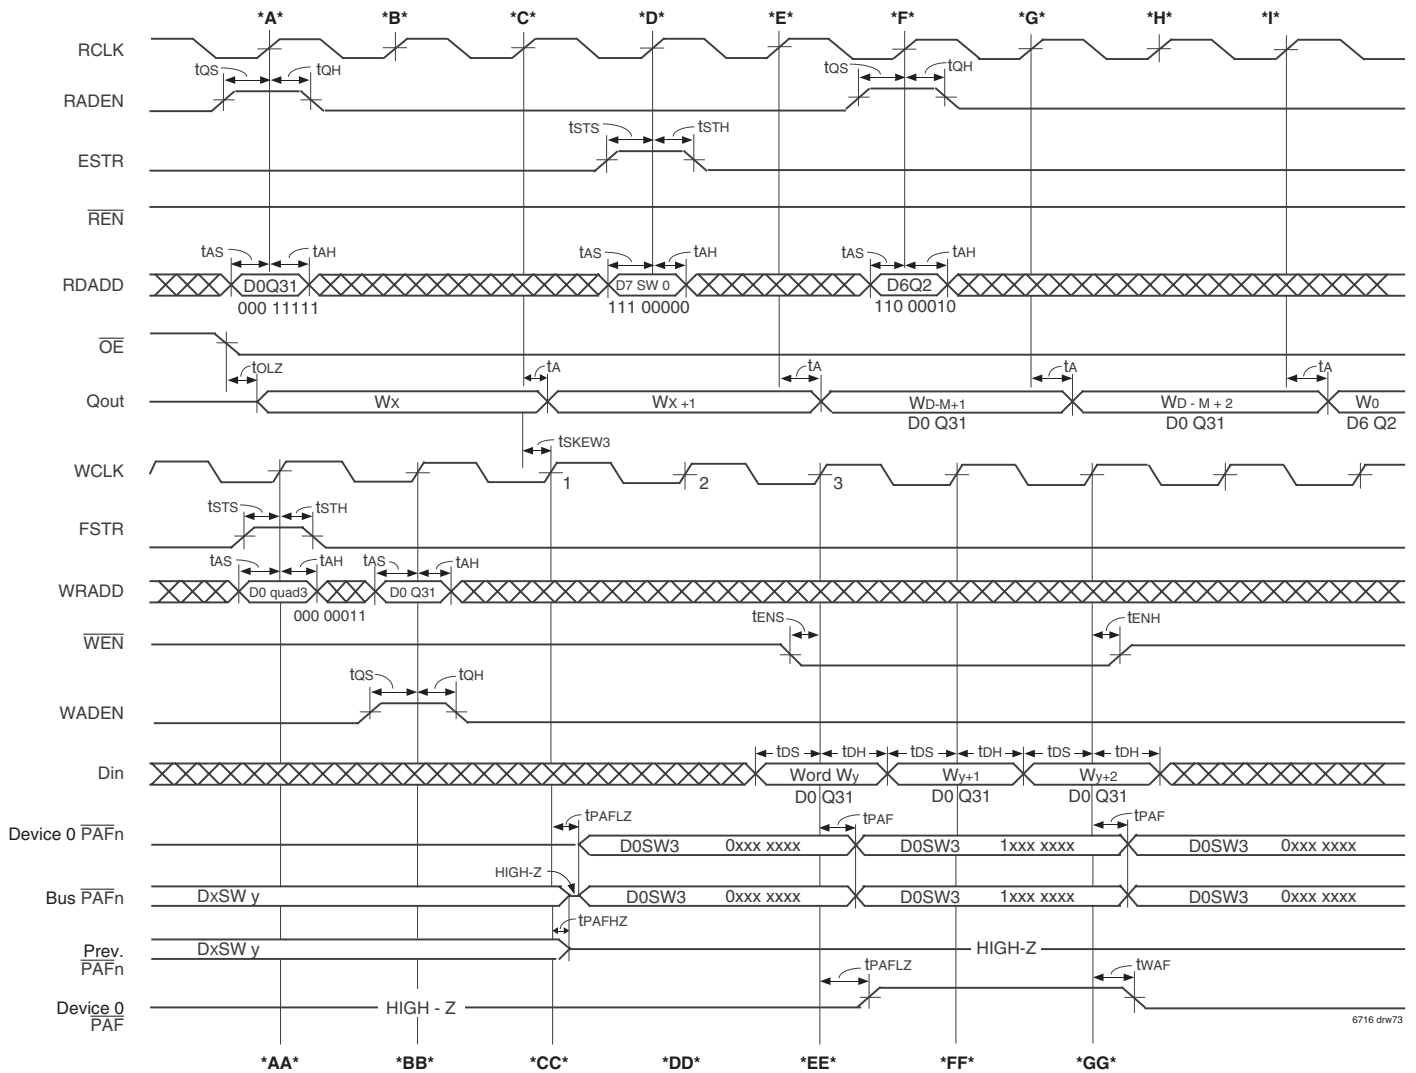 *A* *B* *C* *D* *E* *F* *G* *H* *I*
RCLK
tQS tQH tQS tQH
RADEN
tSTS tSTH
ESTR
REN
tAS tAH tAS tAH tAS tAH
RDADD D0Q31 D7 SW 0 D6Q2
000 11111 111 00000 110 00010
OE
tOLZ tA tA tA tA
Qout WX WX +1 WD-M+1 WD - M + 2 W0
D0 Q31 D0 Q31 D6 Q2
tSKEW3
WCLK 1 2 3
tSTS tSTH
FSTR
tAS tAH tAS tAH
WRADD D0 quad3 D0 Q31
000 00011
tENS tENH
WEN
tQS tQH
WADEN
tDS tDH tDS tDH tDS tDH
Din Word Wy Wy+1 Wy+2
D0 Q31 D0 Q31 D0 Q31
tPAFLZ tPAF tPAF
Device 0 PAFn D0SW3 0xxx xxxx D0SW3 1xxx xxxx D0SW3 0xxx xxxx
HIGH-Z
Bus PAFn DxSW y D0SW3 0xxx xxxx D0SW3 1xxx xxxx D0SW3 0xxx xxxx
tPAFHZ
Prev. DxSW y HIGH-Z
PAFn
tPAFLZ tWAF
Device 0 HIGH - Z
PAF
6716 drw73
*AA* *BB* *CC* *DD* *EE* *FF* *GG*